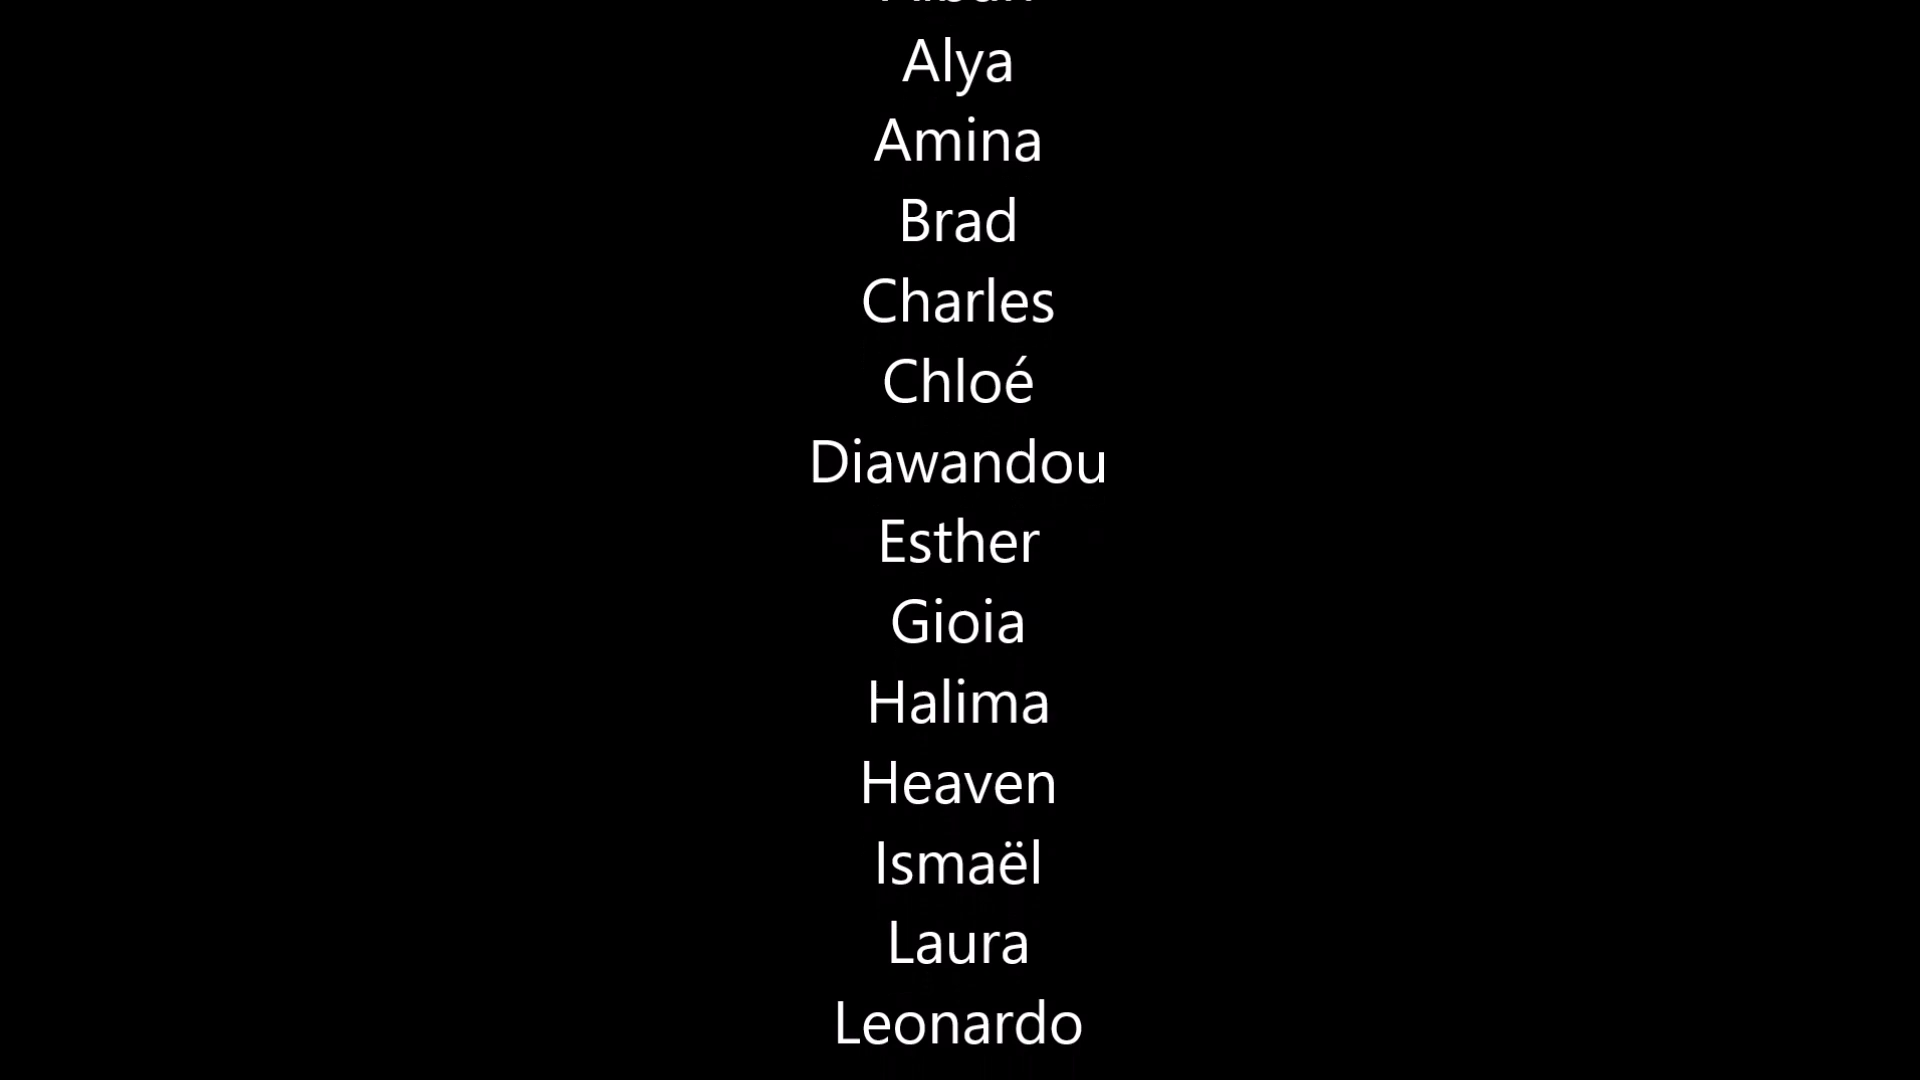 Alya
Amina
Brad
Charles
Chloé
Diawandou
Esther
Gioia
Halima
Heaven
Ismaël
Laura
Leonardo